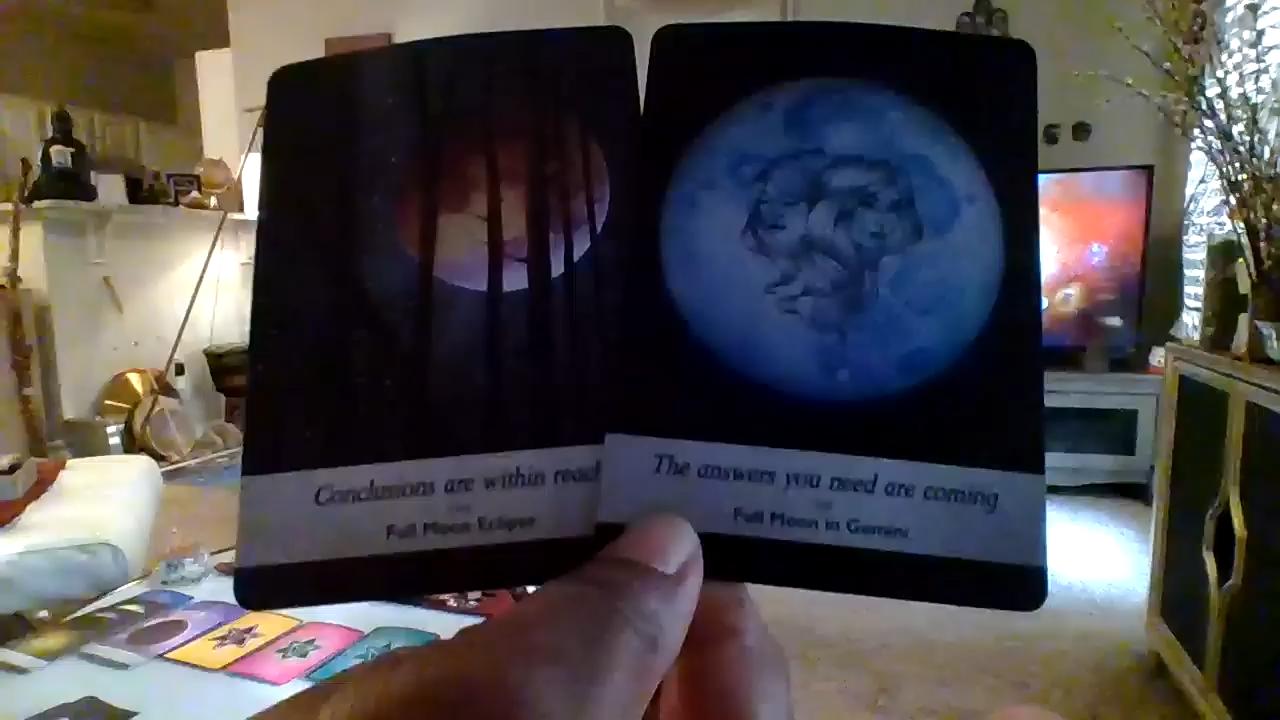 Conclusions are within reach
Full Moon Eclipse
The answers you need are coming
Full Moon in Gemini